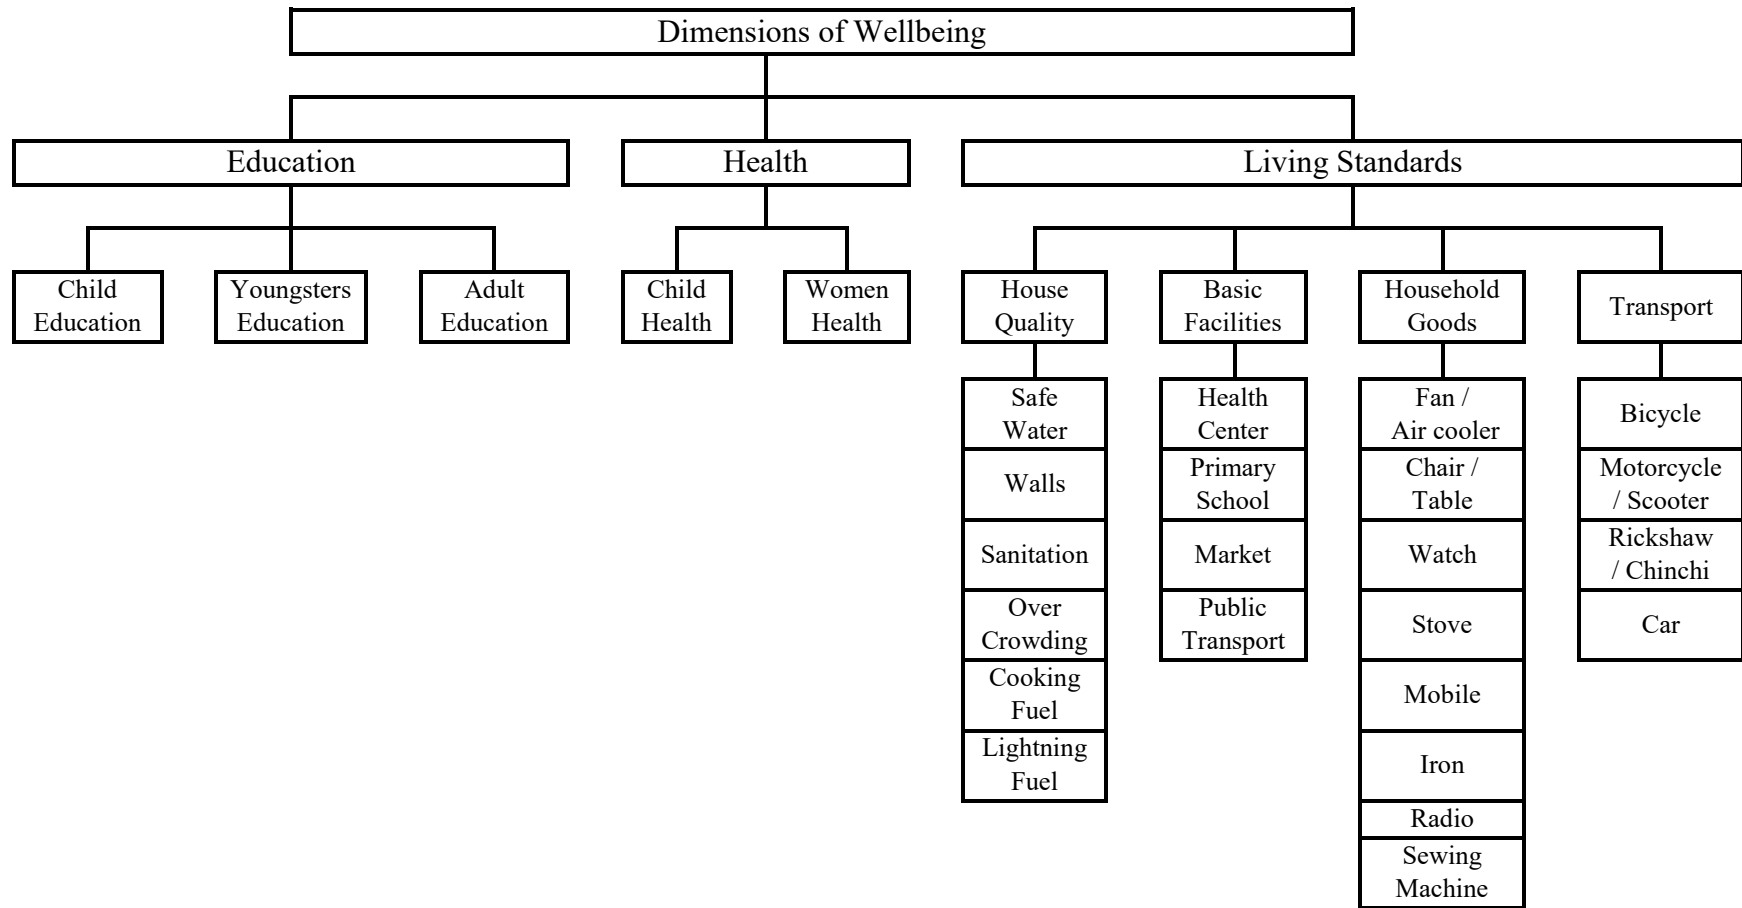 Dimensions of Wellbeing
Education
Health
Living Standards
Child
Education
Youngsters
Education
Adult
Education
Child
Health
Women
Health
House
Quality
Basic
Facilities
Household
Goods
Transport
Safe
Water
Walls
Sanitation
Over
Crowding
Cooking
Fuel
Lightning
Fuel
Health
Center
Primary
School
Market
Public
Transport
Fan /
Air cooler
Chair /
Table
Watch
Stove
Mobile
Iron
Radio
Sewing
Machine
Bicycle
Motorcycle
/ Scooter
Rickshaw
/ Chinchi
Car